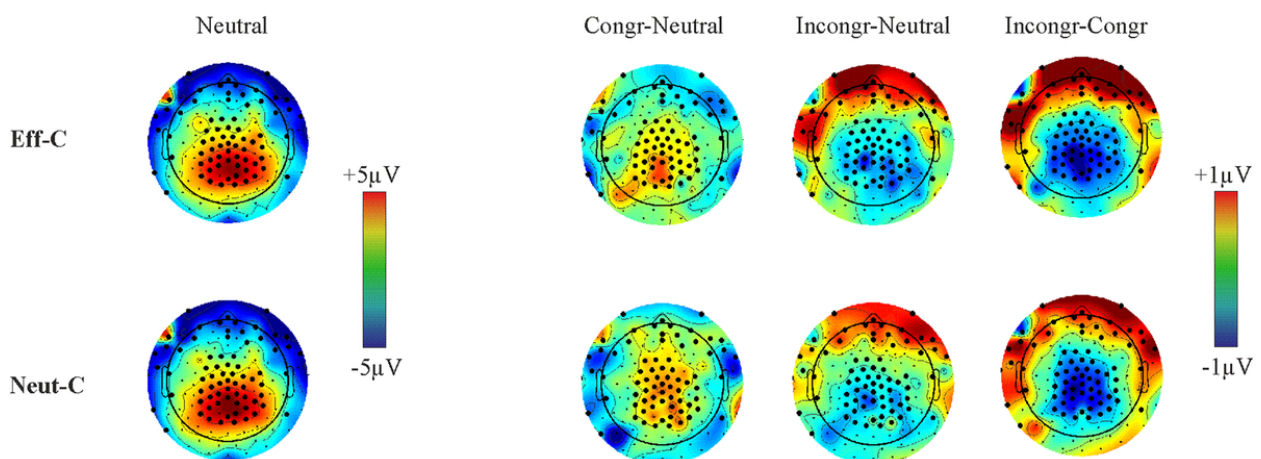 Neutral
Congr-Neutral
Incongr-Neutral
Incongr-Congr
Eff-C
+5µV
-5µV
+1µV
-1µV
Neut-C